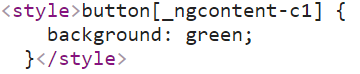 <style>button[_ngcontent-c1] {
    background: green;
  }</style>